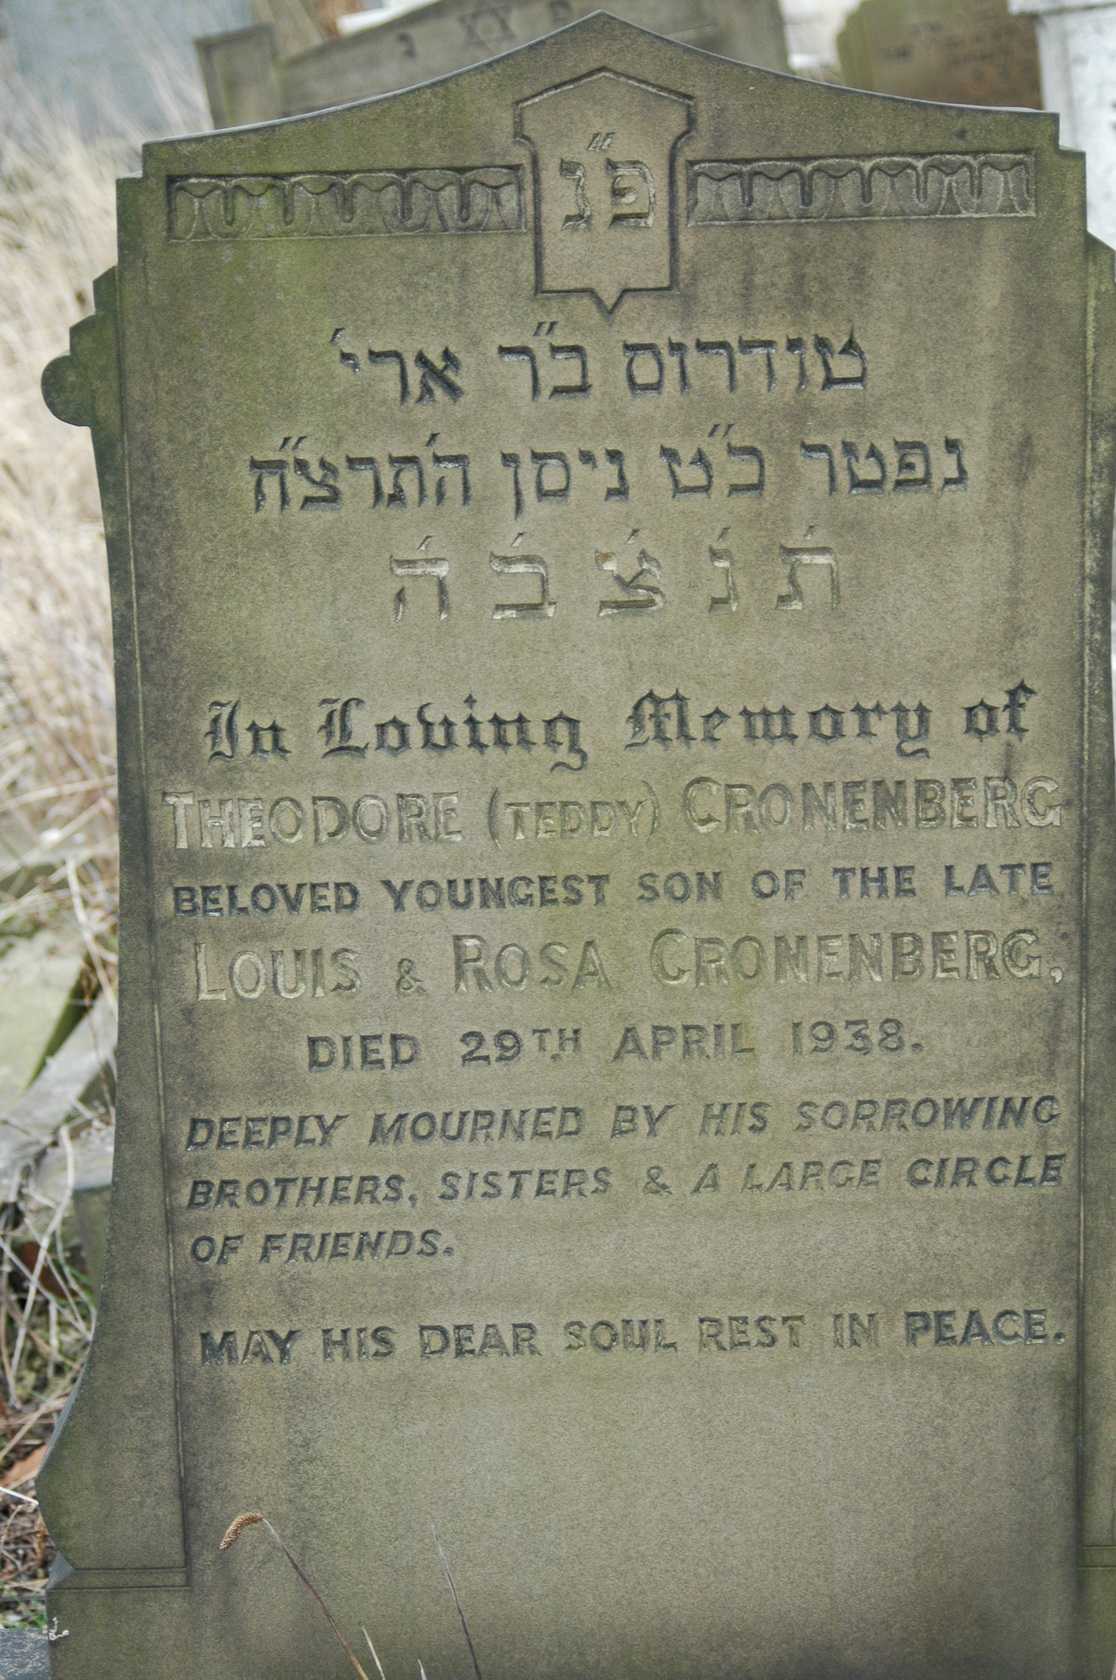 פ״נ
טודרוס ב״ר ארי׳
נפטר כ״ט ניסן ה׳תרצ״ח
ת׳נ׳צ׳ב׳ה׳
In Loving Memory of
THEODORE (TEDDY) CRONENBERG
BELOVED YOUNGEST SON OF THE LATE
LOUIS & ROSA CRONENBERG,
DIED 29TH APRIL 1938.
DEEPLY MOURNED BY HIS SORROWING
BROTHERS, SISTERS & A LARGE CIRCLE
OF FRIENDS.
MAY HIS DEAR SOUL REST IN PEACE.